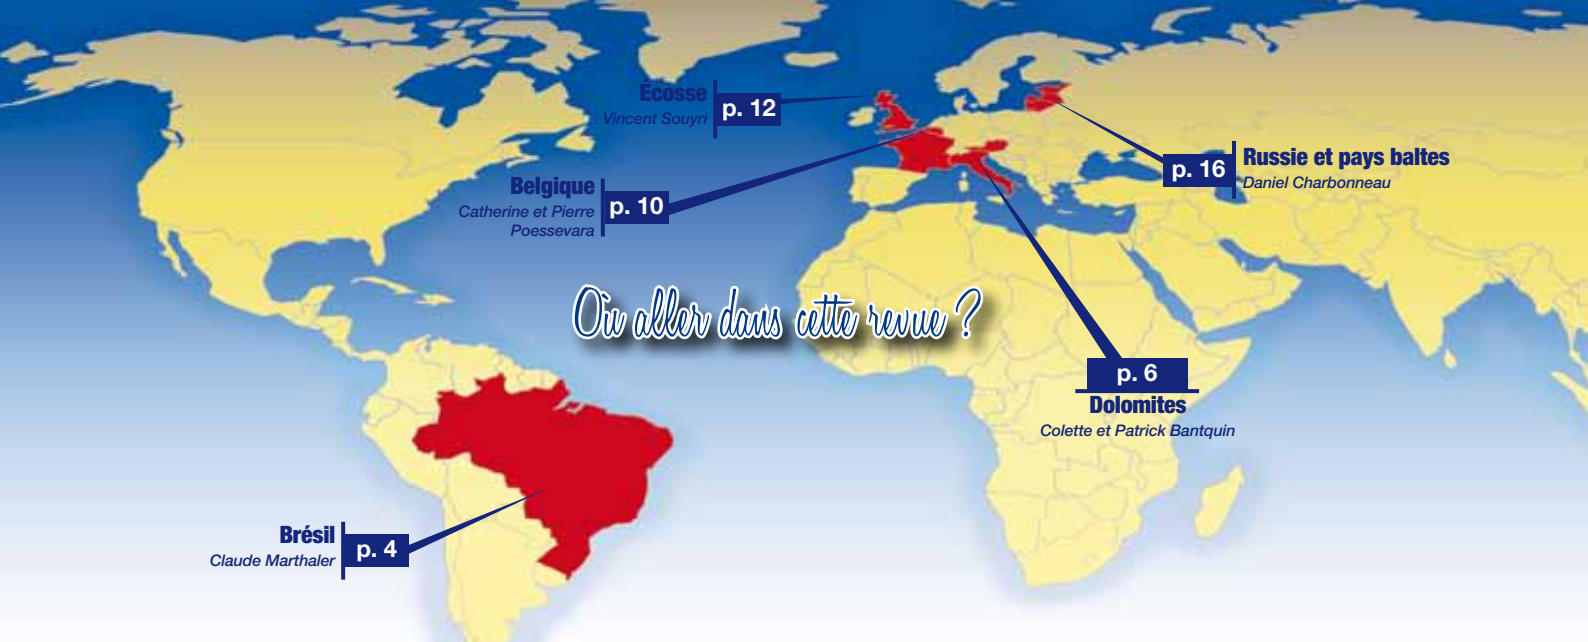 Écosse
Vincent Souyri
p. 12
Belgique
Catherine et Pierre
Poessevara
p. 10
p. 16
Russie et pays baltes
Daniel Charbonneau
Où aller dans cette revue ?
p. 6
Dolomites
Colette et Patrick Bantquin
Brésil
Claude Marthaler
p. 4